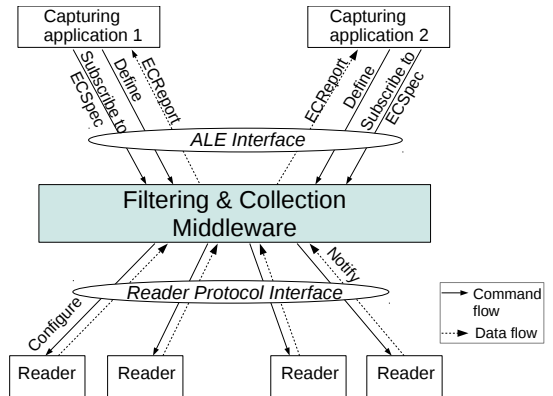 Capturing
application 1
Capturing
application 2
Subscribe to
ECSpec
Define
ECReport
ECReport
Define
Subscribe to
ECSpec
ALE Interface
Filtering & Collection
Middleware
Configure
Notify
Reader Protocol Interface
Reader
Reader
Reader
Reader
Command
flow
Data flow